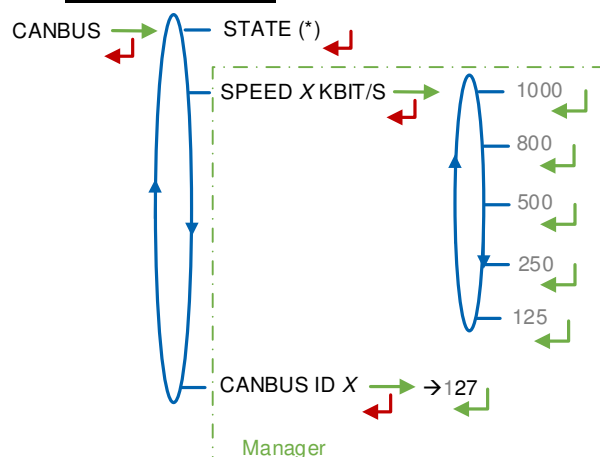 CANBUS
STATE (*)
SPEED X KBIT/S
1000
800
500
250
125
CANBUS ID X
→127
Manager